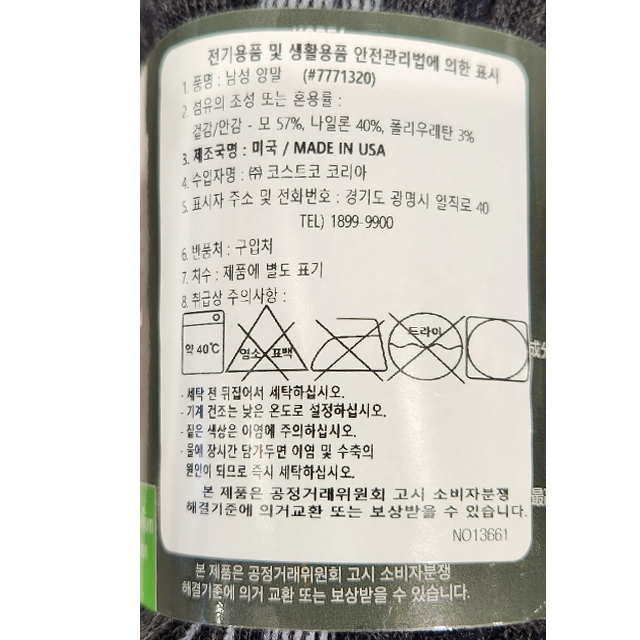 전기용품 및 생활용품 안전관리법에 의한 표시
1. 품명 : 남성 양말 (#7771320)
2. 섬유의 조성 또는 혼용률 :
겉감/안감 - 모 57%, 나일론 40%, 폴리우레탄 3%
3. 제조국명 : 미국 / MADE IN USA
4. 수입자명 : ㈜ 코스트코 코리아
5. 표시자 주소 및 전화번호 : 경기도 광명시 일직로 40
TEL) 1899-9900
6. 반품처 : 구입처
7. 치수 : 제품에 별도 표기
8. 취급상 주의사항 :
약 40℃ 염소 표백 드라이
- 세탁 전 뒤집어서 세탁하십시오.
- 기계 건조는 낮은 온도로 설정하십시오.
- 짙은 색상은 이염에 주의하십시오.
- 물에 장시간 담가두면 이염 및 수축의
원인이 되므로 즉시 세탁하십시오.
본 제품은 공정거래위원회 고시 소비자분쟁
해결기준에 의거교환 또는 보상받을 수 있습니다.
NO13661
본 제품은 공정거래위원회 고시 소비자분쟁
해결기준에 의거 교환 또는 보상받을 수 있습니다.